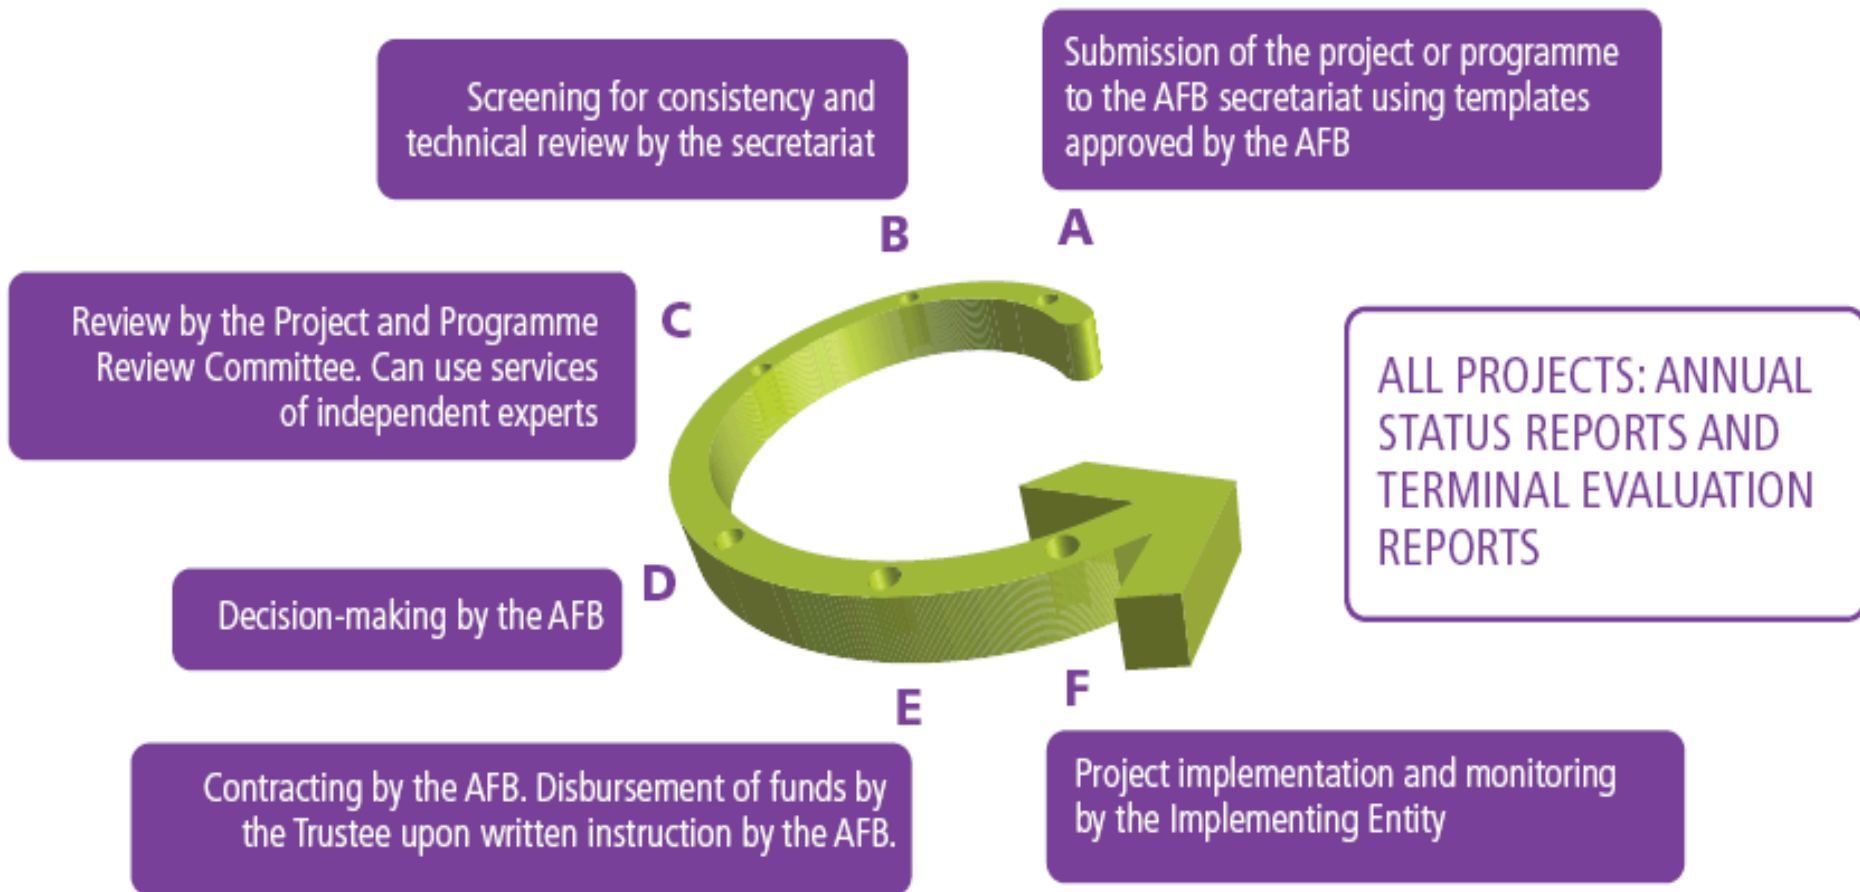 Submission of the project or programme
to the AFB secretariat using templates
approved by the AFB
A
Screening for consistency and
technical review by the secretariat
B
Review by the Project and Programme
Review Committee. Can use services
of independent experts
C
Decision-making by the AFB
D
Contracting by the AFB. Disbursement of funds by
the Trustee upon written instruction by the AFB.
E
Project implementation and monitoring
by the Implementing Entity
F
ALL PROJECTS: ANNUAL
STATUS REPORTS AND
TERMINAL EVALUATION
REPORTS